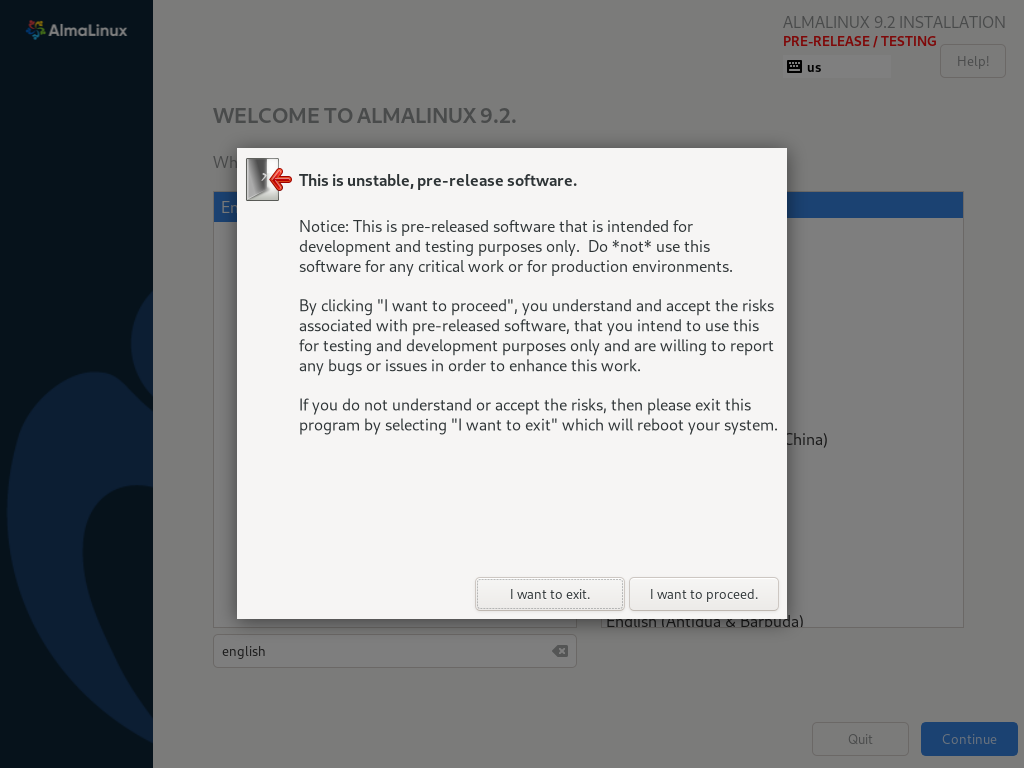 AlmaLinux
ALMALINUX 9.2 INSTALLATION
PRE-RELEASE / TESTING
us
Help!
WELCOME TO ALMALINUX 9.2.
This is unstable, pre-release software.
Notice: This is pre-released software that is intended for
development and testing purposes only.  Do *not* use this
software for any critical work or for production environments.
By clicking "I want to proceed", you understand and accept the risks
associated with pre-released software, that you intend to use this
for testing and development purposes only and are willing to report
any bugs or issues in order to enhance this work.
If you do not understand or accept the risks, then please exit this
program by selecting "I want to exit" which will reboot your system.
China)
I want to exit.
I want to proceed.
English (Antigua & Barbuda)
english
Quit
Continue